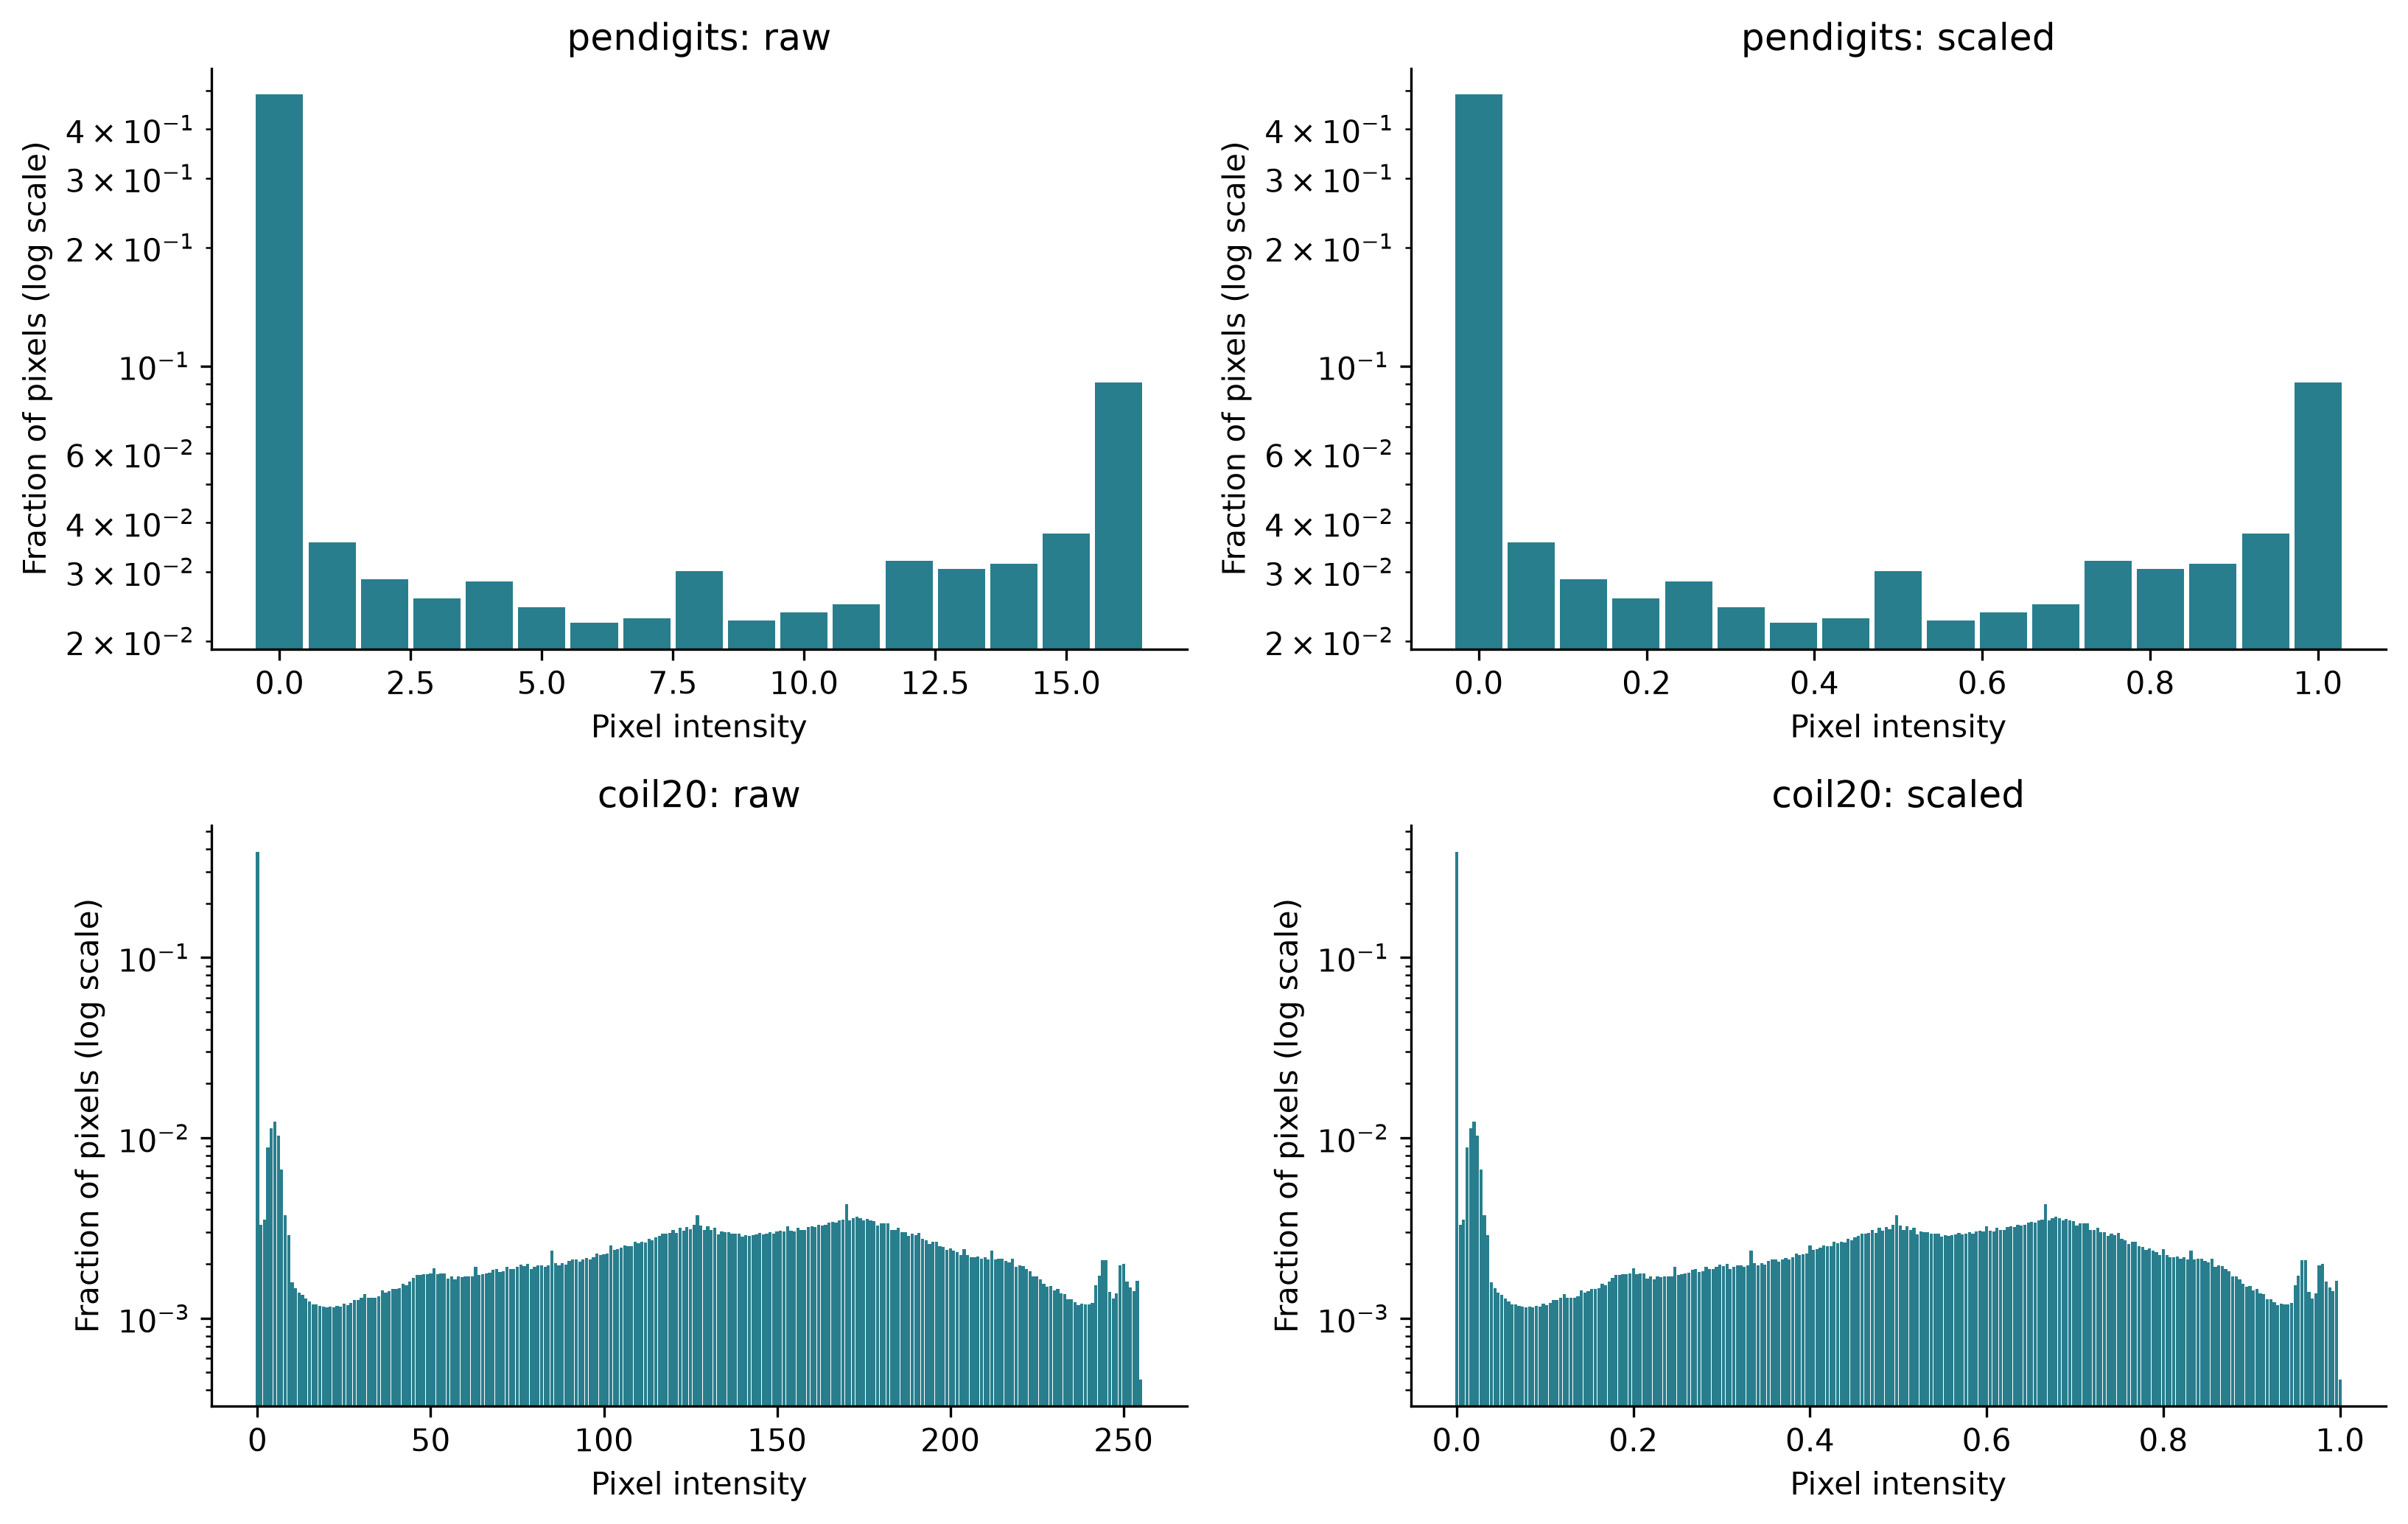 pendigits: raw
Fraction of pixels (log scale)
4 × 10⁻¹
3 × 10⁻¹
2 × 10⁻¹
10⁻¹
6 × 10⁻²
4 × 10⁻²
3 × 10⁻²
2 × 10⁻²
0.0 2.5 5.0 7.5 10.0 12.5 15.0
Pixel intensity
pendigits: scaled
Fraction of pixels (log scale)
4 × 10⁻¹
3 × 10⁻¹
2 × 10⁻¹
10⁻¹
6 × 10⁻²
4 × 10⁻²
3 × 10⁻²
2 × 10⁻²
0.0 0.2 0.4 0.6 0.8 1.0
Pixel intensity
coil20: raw
Fraction of pixels (log scale)
10⁻¹
10⁻²
10⁻³
0 50 100 150 200 250
Pixel intensity
coil20: scaled
Fraction of pixels (log scale)
10⁻¹
10⁻²
10⁻³
0.0 0.2 0.4 0.6 0.8 1.0
Pixel intensity